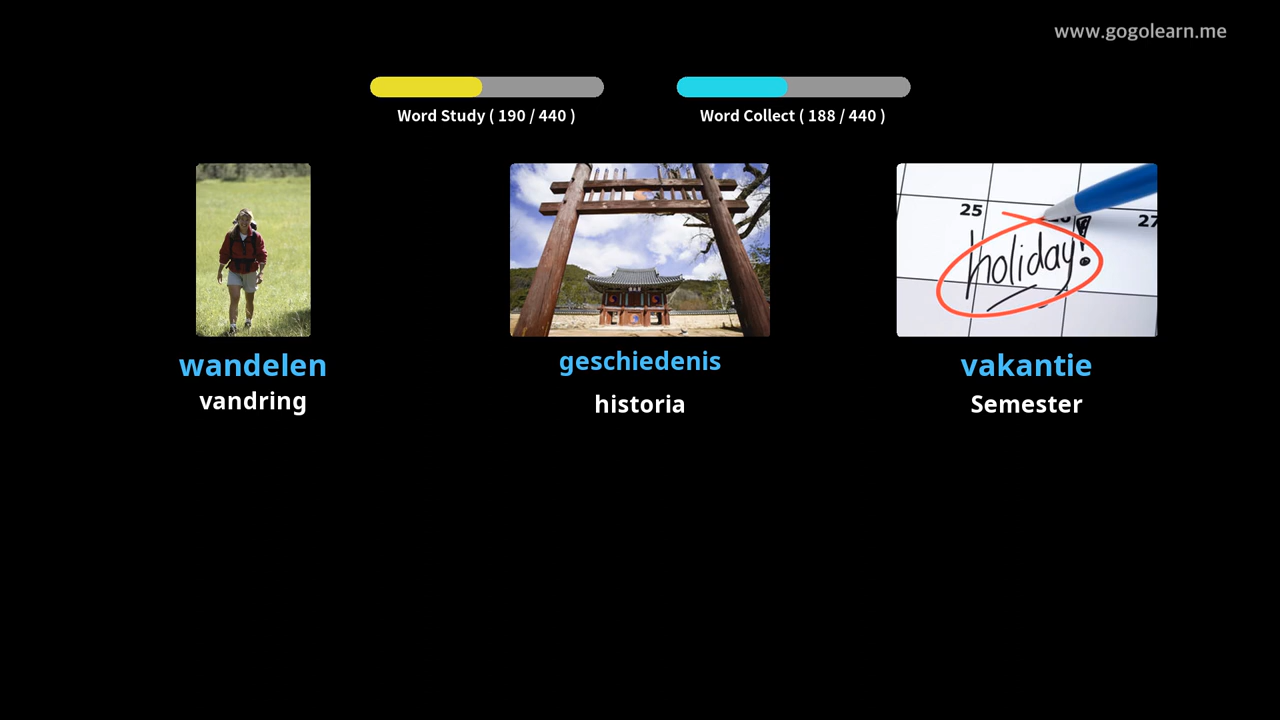 www.gogolearn.me
Word Study ( 190 / 440 )
Word Collect ( 188 / 440 )
25
27
holiday!
wandelen
geschiedenis
vakantie
vandring
historia
Semester